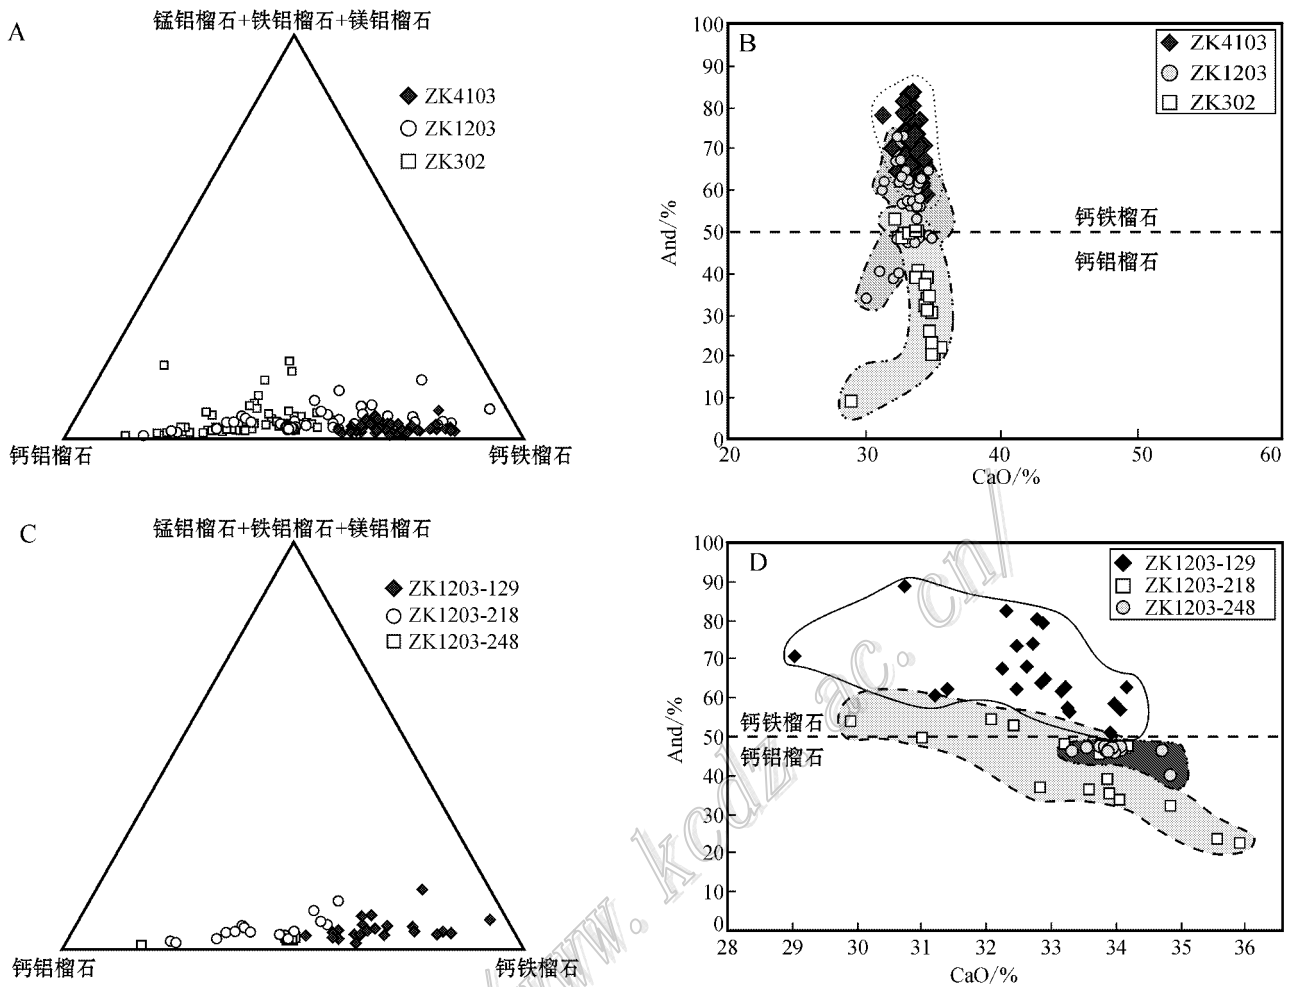 A
锰铝榴石+铁铝榴石+镁铝榴石
ZK4103
ZK1203
ZK302
钙铝榴石
钙铁榴石
B
100
90
80
70
60
50
40
30
20
10
0
And/%
ZK4103
ZK1203
ZK302
钙铁榴石
钙铝榴石
20
30
40
50
60
CaO/%
C
锰铝榴石+铁铝榴石+镁铝榴石
ZK1203-129
ZK1203-218
ZK1203-248
钙铝榴石
钙铁榴石
D
100
90
80
70
60
50
40
30
20
10
0
And/%
ZK1203-129
ZK1203-218
ZK1203-248
钙铁榴石
钙铝榴石
28
29
30
31
32
33
34
35
36
CaO/%
www.kcdz.ac.cn/